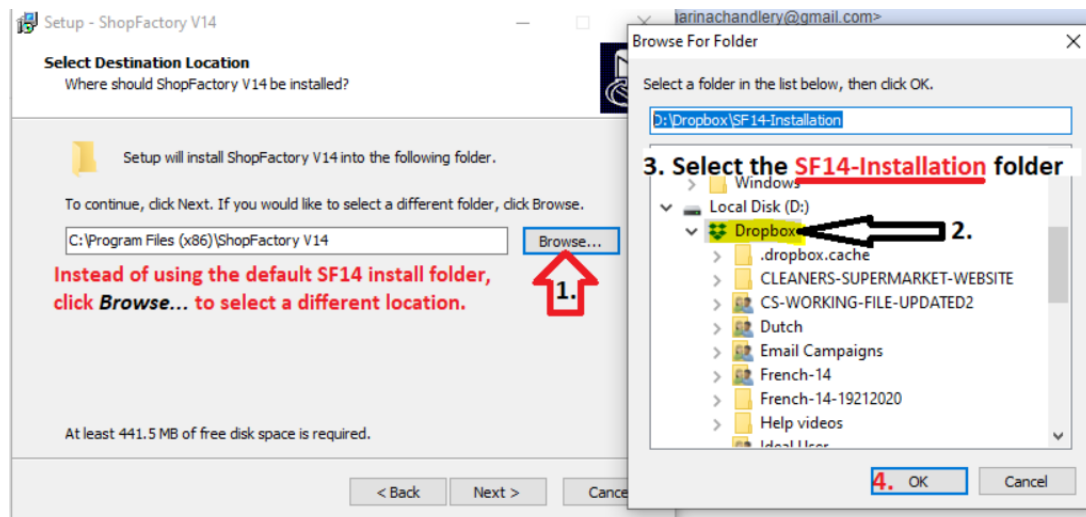 Setup - ShopFactory V14
Select Destination Location
Where should ShopFactory V14 be installed?
Setup will install ShopFactory V14 into the following folder.
To continue, click Next. If you would like to select a different folder, click Browse.
C:\Program Files (x86)\ShopFactory V14
Browse...
Instead of using the default SF14 install folder,
click Browse... to select a different location.
1.
At least 441.5 MB of free disk space is required.
< Back
Next >
Cance
arinachandlery@gmail.com>
Browse For Folder
Select a folder in the list below, then click OK.
D:\Dropbox\SF14-Installation
3. Select the SF14-Installation folder
Windows
Local Disk (D:)
Dropbox
2.
.dropbox.cache
CLEANERS-SUPERMARKET-WEBSITE
CS-WORKING-FILE-UPDATED2
Dutch
Email Campaigns
French-14
French-14-19212020
Help videos
Ideal User
4. OK
Cancel